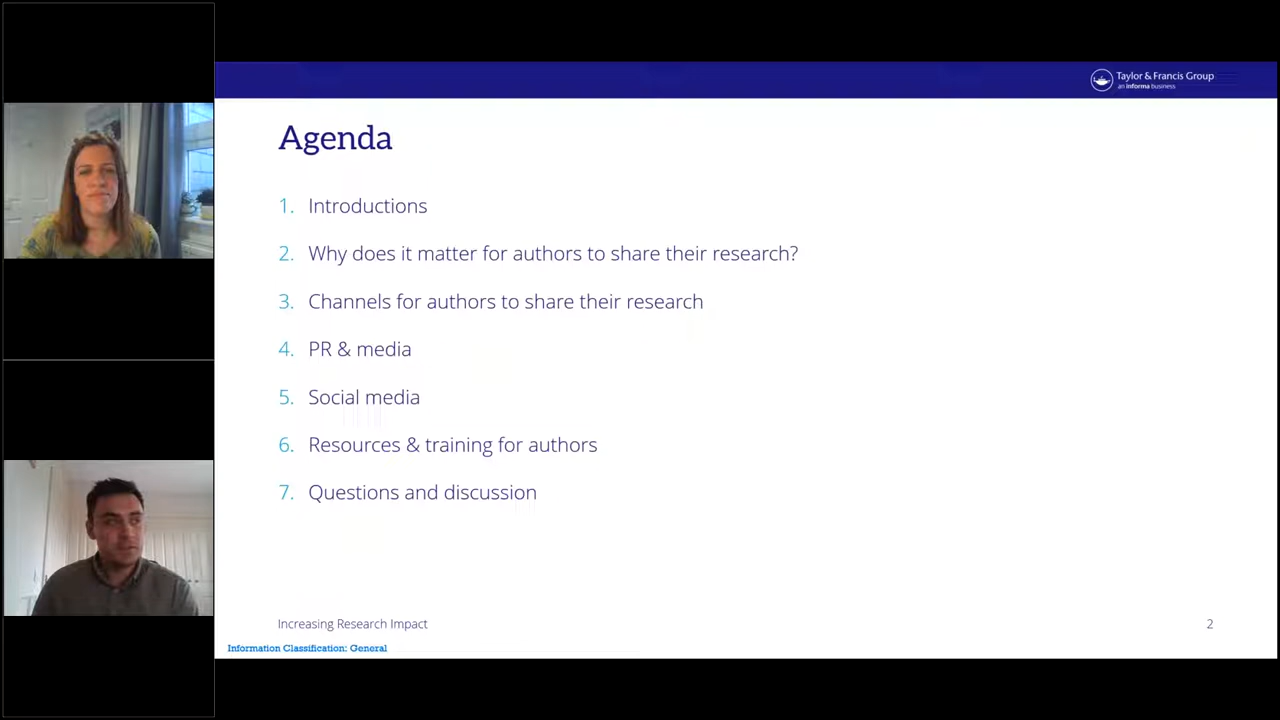 Taylor & Francis Group
an informa business
Agenda
1. Introductions
2. Why does it matter for authors to share their research?
3. Channels for authors to share their research
4. PR & media
5. Social media
6. Resources & training for authors
7. Questions and discussion
Increasing Research Impact
2
Information Classification: General